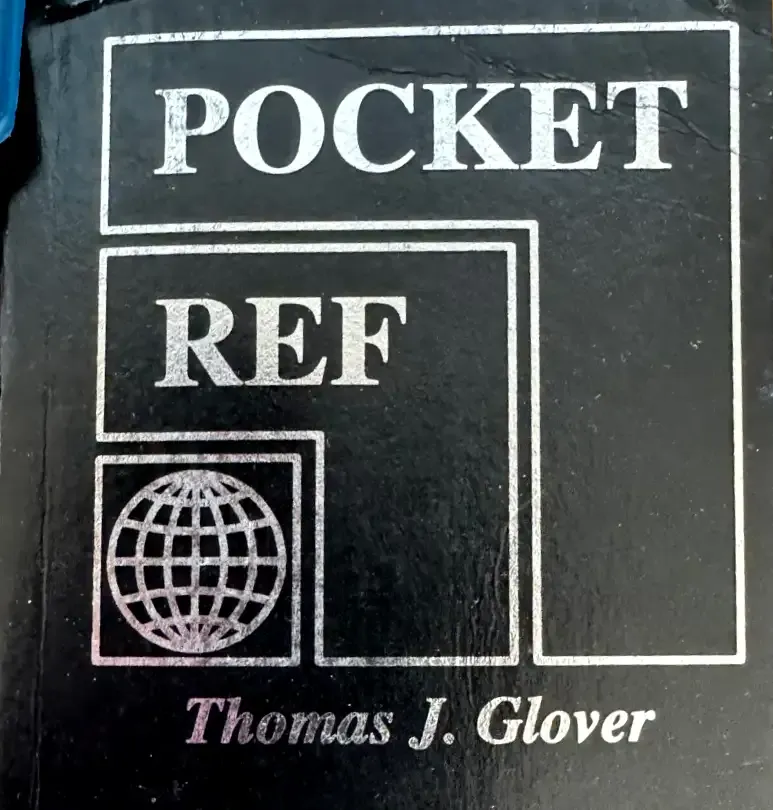 POCKET
REF
Thomas J. Glover